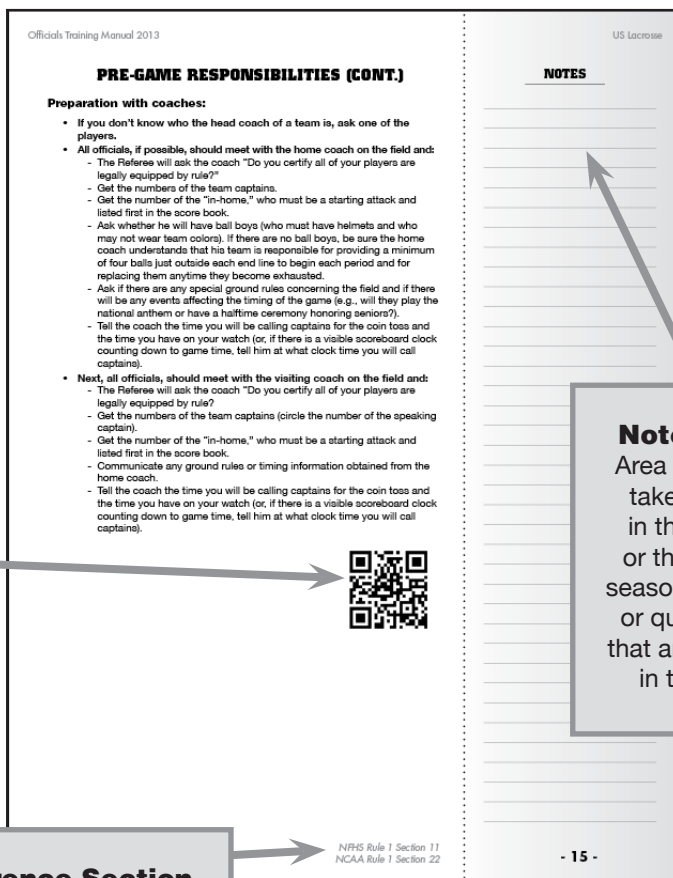 Officials Training Manual 2013
US Lacrosse
PRE-GAME RESPONSIBILITIES (CONT.)
Preparation with coaches:
• If you don't know who the head coach of a team is, ask one of the
players.
• All officials, if possible, should meet with the home coach on the field and:
- The Referee will ask the coach "Do you certify all of your players are
legally equipped by rule?"
- Get the numbers of the team captains.
- Get the number of the "in-home," who must be a starting attack and
listed first in the score book.
- Ask whether he will have ball boys (who must have helmets and who
may not wear team colors). If there are no ball boys, be sure the home
coach understands that his team is responsible for providing a minimum
of four balls just outside each end line to begin each period and for
replacing them anytime they become exhausted.
- Ask if there are any special ground rules concerning the field and if there
will be any events affecting the timing of the game (e.g., will they play the
national anthem or have a halftime ceremony honoring seniors?).
- Tell the coach the time you will be calling captains for the coin toss and
the time you have on your watch (or, if there is a visible scoreboard clock
counting down to game time, tell him at what clock time you will call
captains).
• Next, all officials, should meet with the visiting coach on the field and:
- The Referee will ask the coach "Do you certify all of your players are
legally equipped by rule?
- Get the numbers of the team captains (circle the number of the speaking
captain).
- Get the number of the "in-home," who must be a starting attack and
listed first in the score book.
- Communicate any ground rules or timing information obtained from the
home coach.
- Tell the coach the time you will be calling captains for the coin toss and
the time you have on your watch (or, if there is a visible scoreboard clock
counting down to game time, tell him at what clock time you will call
captains).
NFHS Rule 1 Section 11
NCAA Rule 1 Section 22
NOTES
Area
take
in
or
or
that
in
- 15 -
Section